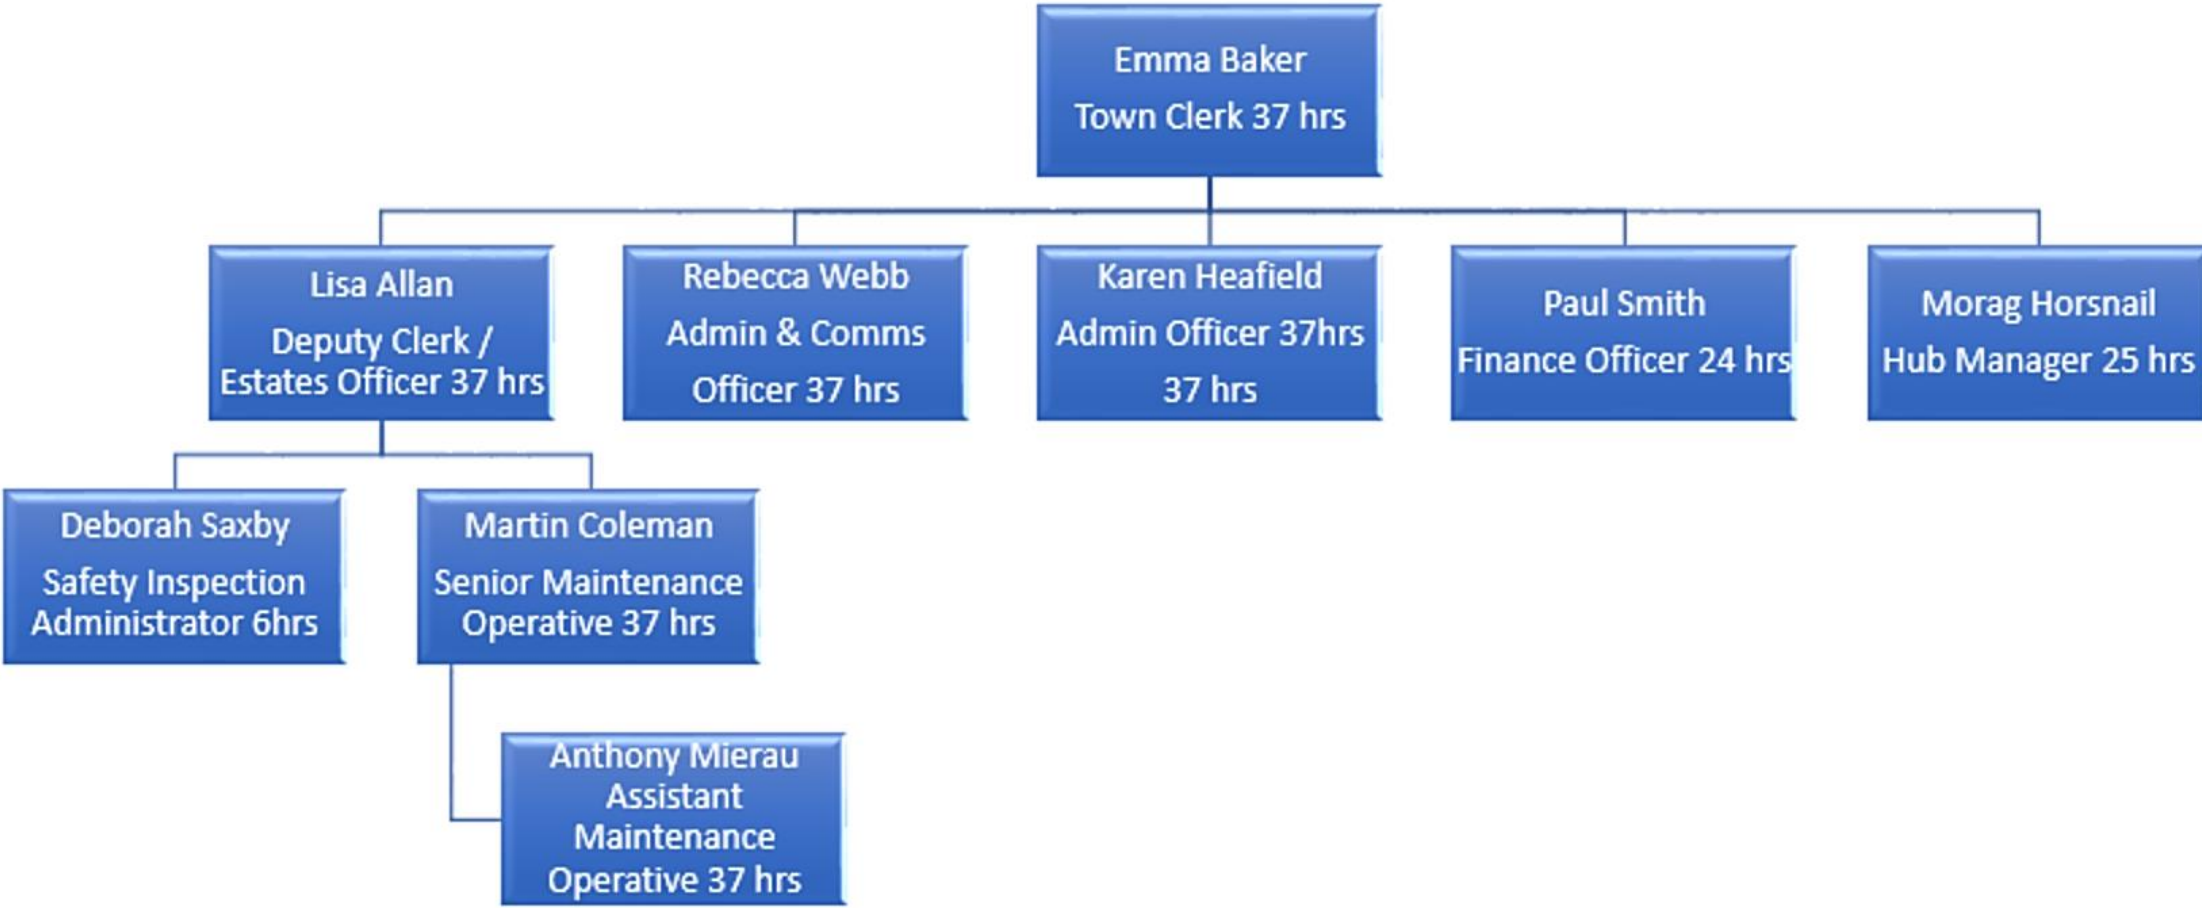 Emma Baker
Town Clerk 37 hrs
Lisa Allan
Deputy Clerk /
Estates Officer 37 hrs
Rebecca Webb
Admin & Comms
Officer 37 hrs
Karen Heafield
Admin Officer 37hrs
37 hrs
Paul Smith
Finance Officer 24 hrs
Morag Horsnail
Hub Manager 25 hrs
Deborah Saxby
Safety Inspection
Administrator 6hrs
Martin Coleman
Senior Maintenance
Operative 37 hrs
Anthony Mierau
Assistant
Maintenance
Operative 37 hrs